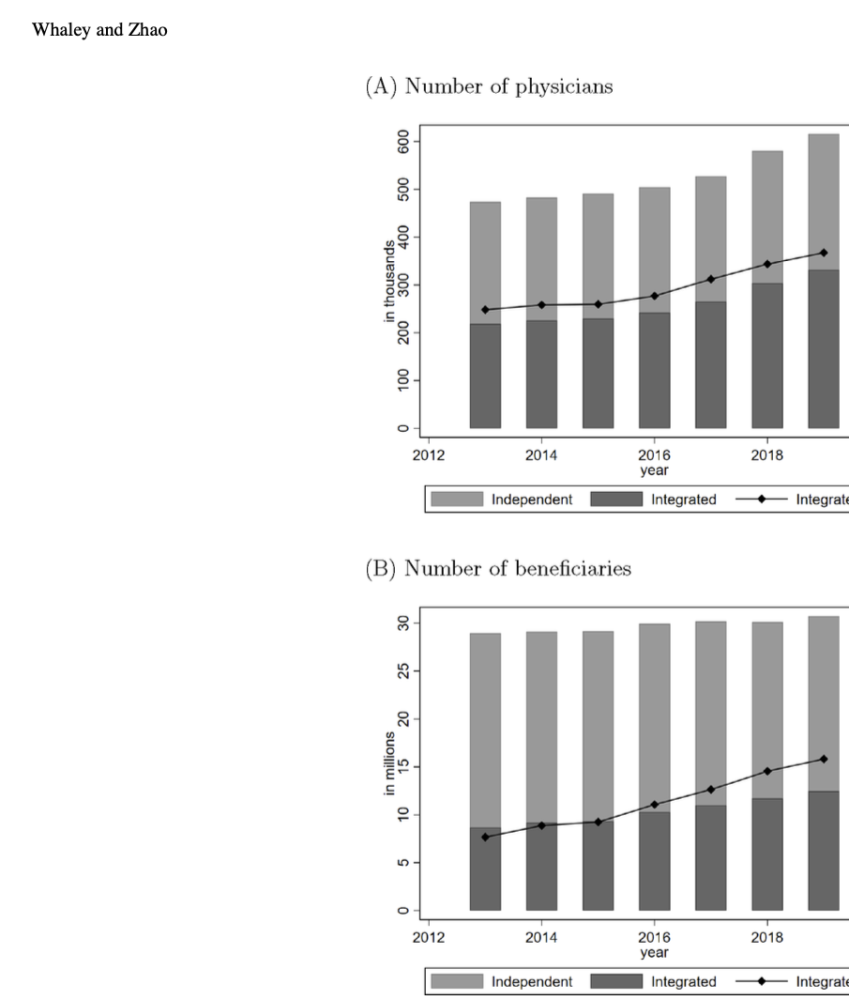 Whaley and Zhao
(A) Number of physicians
in thousands
600
500
400
300
200
100
0
2012 2014 2016 2018
year
Independent Integrated Integrate
(B) Number of beneficiaries
in millions
30
25
20
15
10
5
0
2012 2014 2016 2018
year
Independent Integrated Integrate